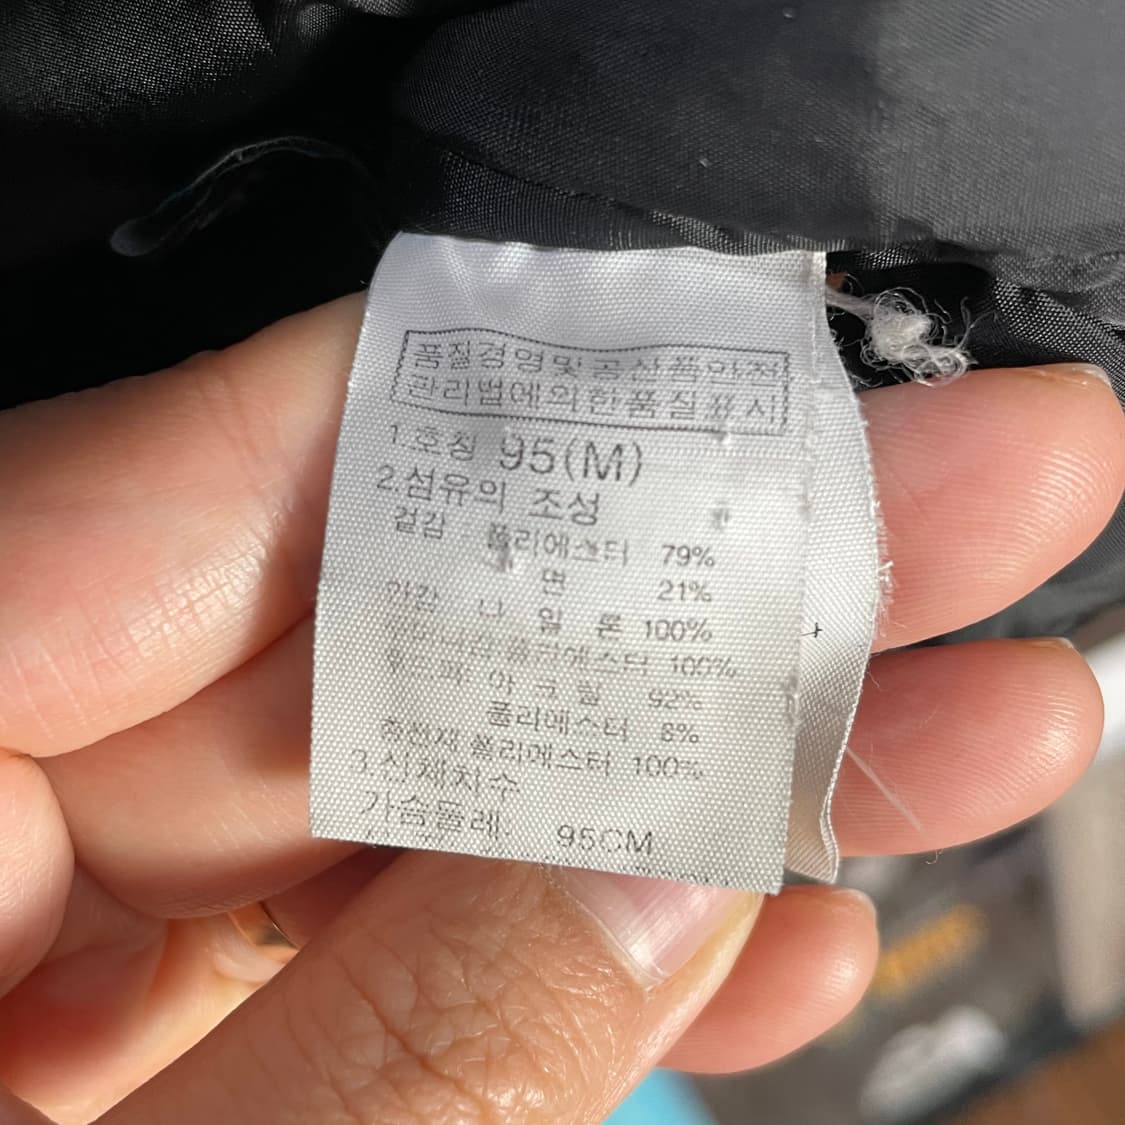 품질경영및공산품안전
관리법에의한품질표시
1.호칭 95(M)
2.섬유의 조성
겉감 폴리에스터 79%
면 21%
안감 나 일 론 100%
폴리에스터 100%
아 크 릴 92%
폴리에스터 8%
충전재 폴리에스터 100%
3.신체치수
가슴둘레: 95CM